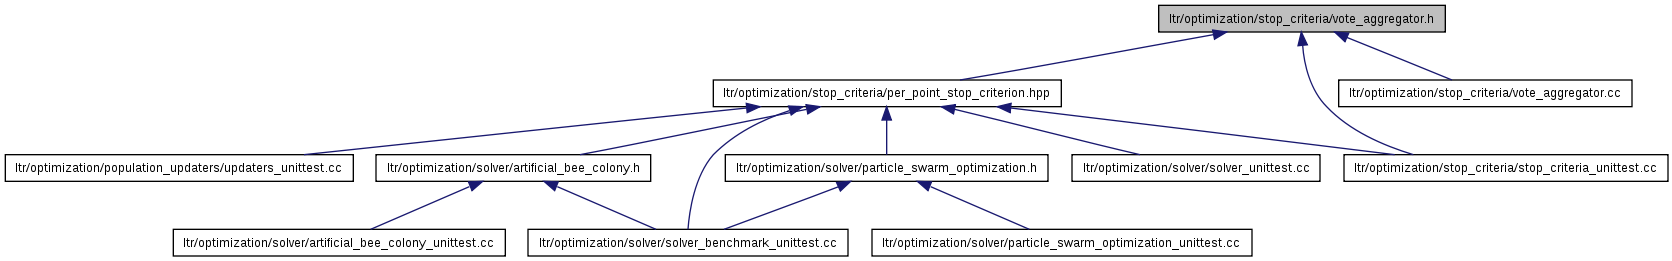 ltr/optimization/stop_criteria/vote_aggregator.h
ltr/optimization/stop_criteria/per_point_stop_criterion.hpp
ltr/optimization/stop_criteria/vote_aggregator.cc
ltr/optimization/population_updaters/updaters_unittest.cc
ltr/optimization/solver/artificial_bee_colony.h
ltr/optimization/solver/particle_swarm_optimization.h
ltr/optimization/solver/solver_unittest.cc
ltr/optimization/stop_criteria/stop_criteria_unittest.cc
ltr/optimization/solver/artificial_bee_colony_unittest.cc
ltr/optimization/solver/solver_benchmark_unittest.cc
ltr/optimization/solver/particle_swarm_optimization_unittest.cc